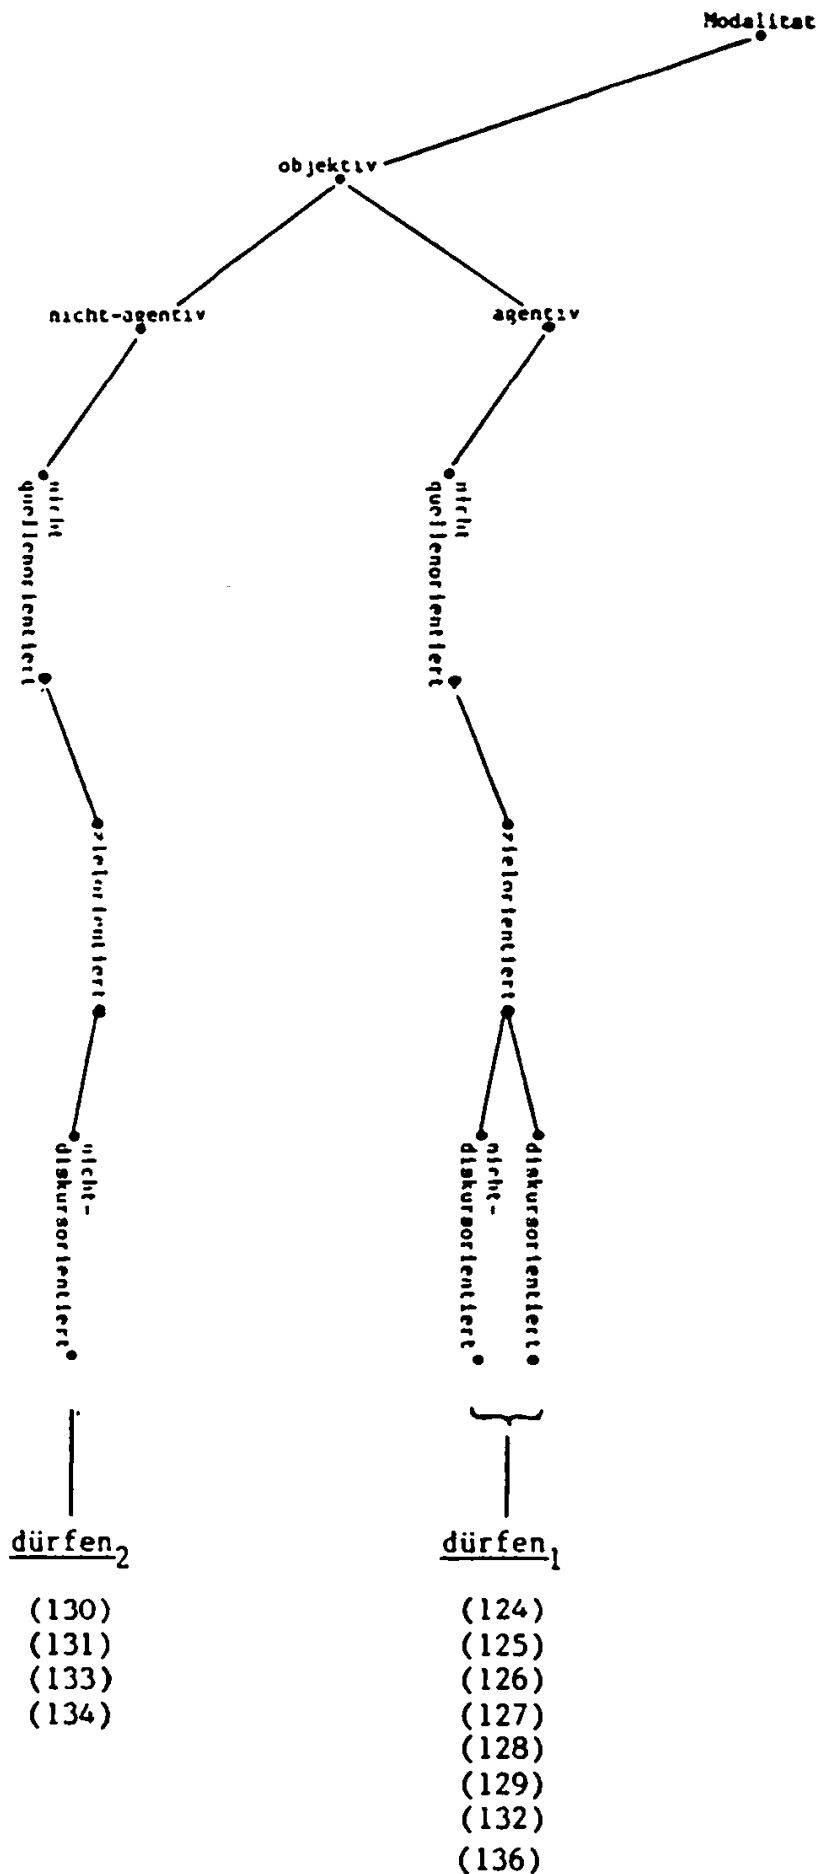 Modalität
objektiv
nicht-agentiv
agentiv
nicht
quellenorientiert
nicht
quellenorientiert
zielorientiert
zielorientiert
nicht-
diskursorientiert
nicht-
diskursorientiert
diskursorientiert
dürfen2
dürfen1
(130)
(131)
(133)
(134)
(124)
(125)
(126)
(127)
(128)
(129)
(132)
(136)